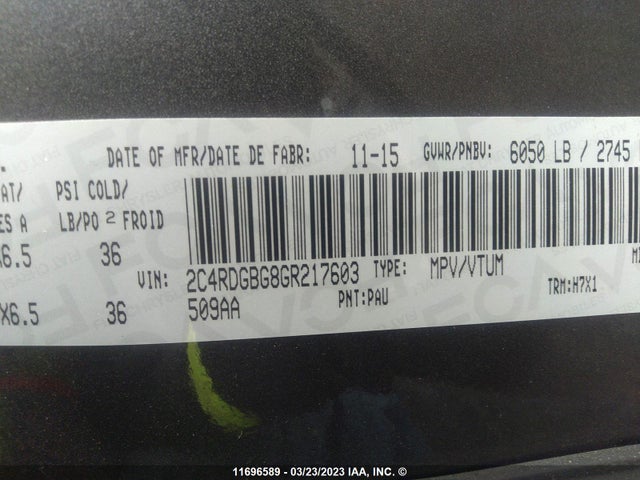 DATE OF MFR/DATE DE FABR: 11-15 GVWR/PNBV: 6050 LB / 2745
PSI COLD/
LB/PO 2 FROID
36
VIN: 2C4RDGBG8GR217603 TYPE: MPV/VTUM
X6.5 36 509AA PNT:PAU TRM:H7X1
11696589 - 03/23/2023 IAA, INC. ©